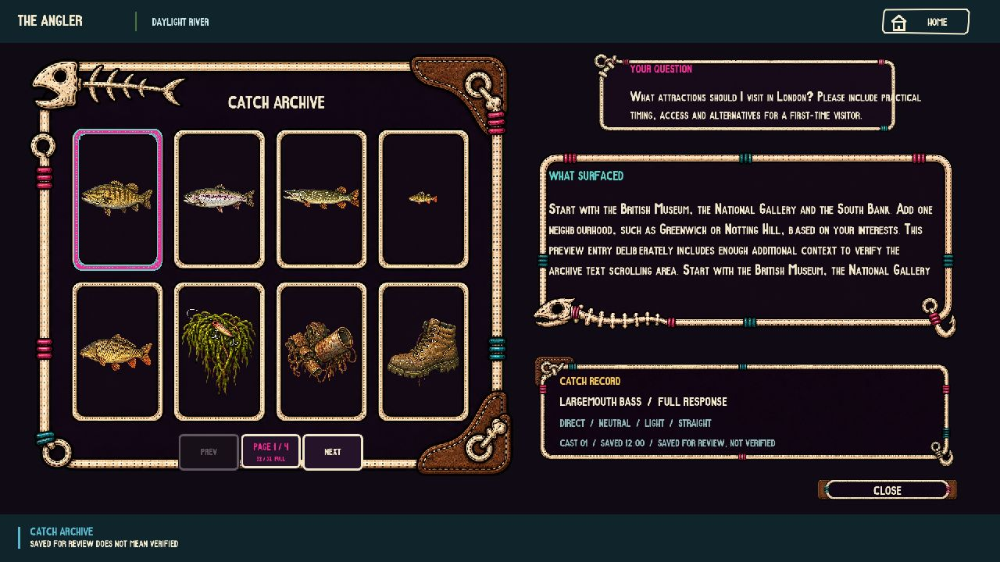 THE ANGLER
DAYLIGHT RIVER
HOME
CATCH ARCHIVE
YOUR QUESTION
What attractions should I visit in London? Please include practical
timing, access and alternatives for a first-time visitor.
WHAT SURFACED
Start with the British Museum, the National Gallery and the South Bank. Add one
neighbourhood, such as Greenwich or Notting Hill, based on your interests. This
preview entry deliberately includes enough additional context to verify the
archive text scrolling area. Start with the British Museum, the National Gallery
CATCH RECORD
LARGEMOUTH BASS / FULL RESPONSE
DIRECT / NEUTRAL / LIGHT / STRAIGHT
CAST 01 / SAVED 12:00 / SAVED FOR REVIEW, NOT VERIFIED
PREV
PAGE 1 / 4
32 / 32 FULL
NEXT
CLOSE
CATCH ARCHIVE
SAVED FOR REVIEW DOES NOT MEAN VERIFIED